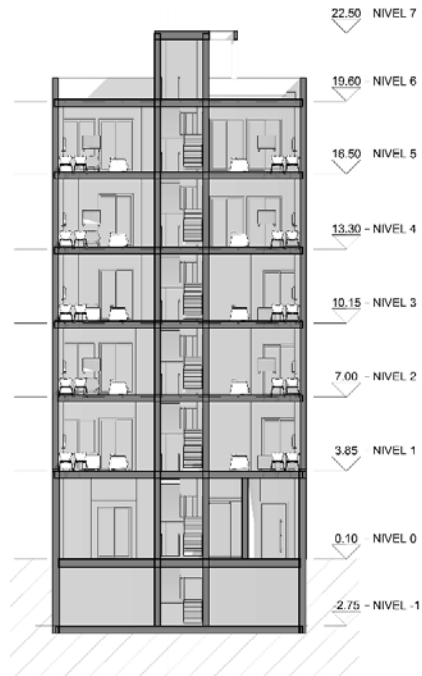 22.50 NIVEL 7
19.60 NIVEL 6
16.50 NIVEL 5
13.30 – NIVEL 4
10.15 – NIVEL 3
7.00 – NIVEL 2
3.85 NIVEL 1
0.10 – NIVEL 0
-2.75 – NIVEL -1